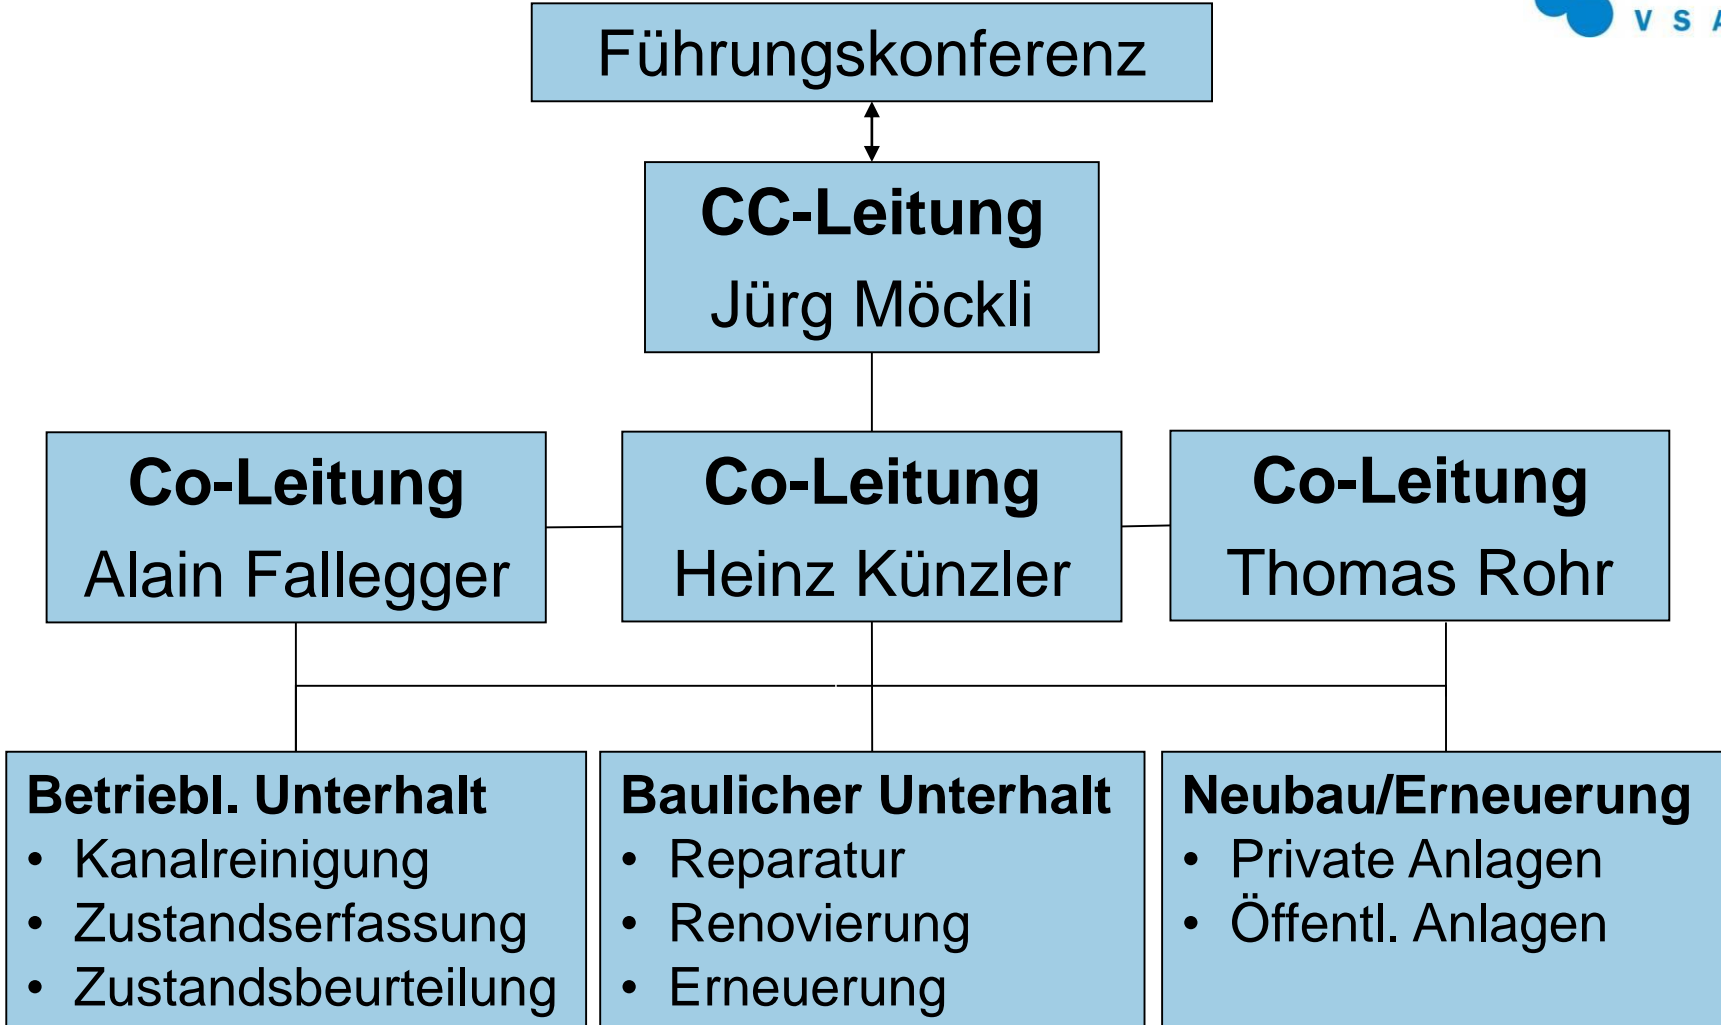 V S A
Führungskonferenz
CC-Leitung
Jürg Möckli
Co-Leitung
Alain Fallegger
Co-Leitung
Heinz Künzler
Co-Leitung
Thomas Rohr
Betriebl. Unterhalt
• Kanalreinigung
• Zustandserfassung
• Zustandsbeurteilung
Baulicher Unterhalt
• Reparatur
• Renovierung
• Erneuerung
Neubau/Erneuerung
• Private Anlagen
• Öffentl. Anlagen